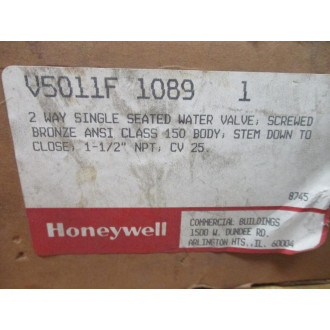 V5011F 1089 1
2 WAY SINGLE SEATED WATER VALVE, SCREWED
BRONZE ANSI CLASS 150 BODY, STEM DOWN TO
CLOSE, 1-1/2" NPT, CV 25.
8745
Honeywell
COMMERCIAL BUILDINGS
1500 W. DUNDEE RD.
ARLINGTON HTS., IL. 60004